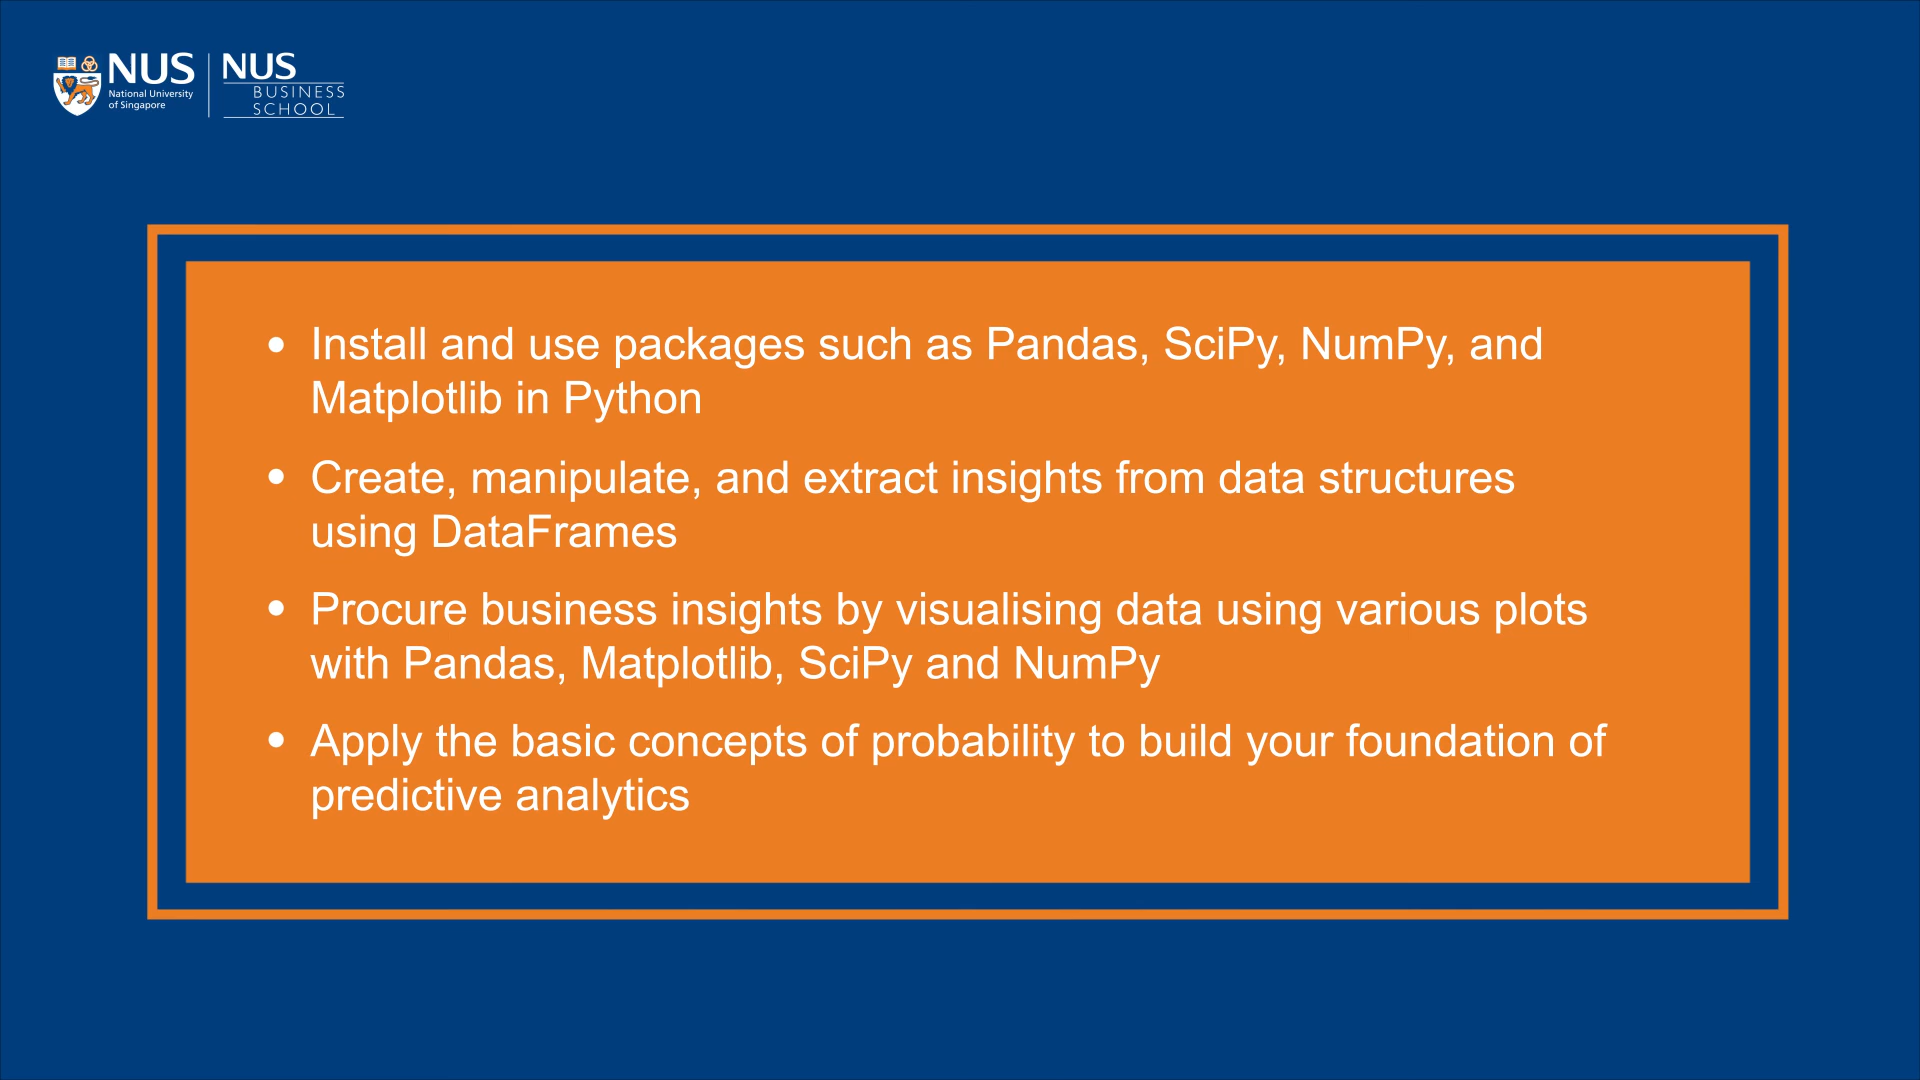 NUS
National University
of Singapore
NUS
BUSINESS
SCHOOL
• Install and use packages such as Pandas, SciPy, NumPy, and
Matplotlib in Python
• Create, manipulate, and extract insights from data structures
using DataFrames
• Procure business insights by visualising data using various plots
with Pandas, Matplotlib, SciPy and NumPy
• Apply the basic concepts of probability to build your foundation of
predictive analytics